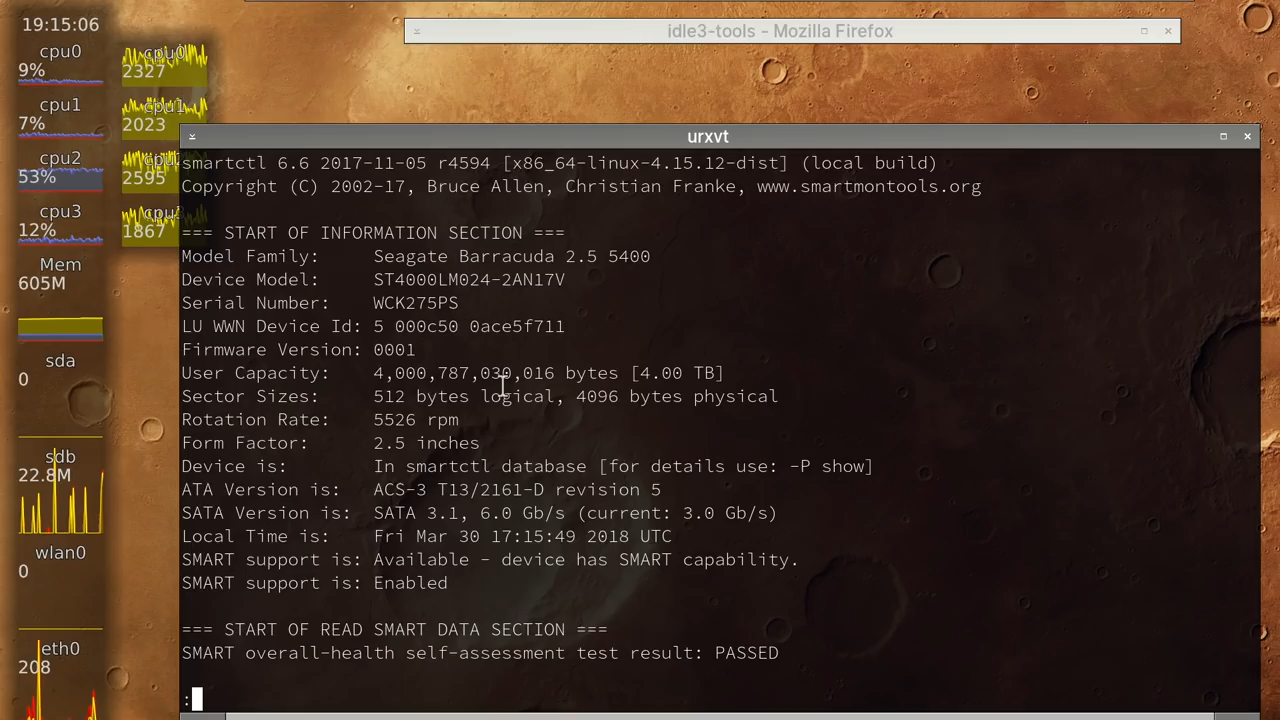 19:15:06
idle3-tools - Mozilla Firefox
cpu0
9%
cpu0
2327
cpu1
7%
cpu1
2023
cpu2
53%
2595
cpu3
12%
1867
Mem
605M
sda
0
sdb
22.8M
wlan0
0
eth0
208
urxvt
smartctl 6.6 2017-11-05 r4594 [x86_64-linux-4.15.12-dist] (local build)
Copyright (C) 2002-17, Bruce Allen, Christian Franke, www.smartmontools.org
=== START OF INFORMATION SECTION ===
Model Family: Seagate Barracuda 2.5 5400
Device Model: ST4000LM024-2AN17V
Serial Number: WCK275PS
LU WWN Device Id: 5 000c50 0ace5f711
Firmware Version: 0001
User Capacity: 4,000,787,030,016 bytes [4.00 TB]
Sector Sizes: 512 bytes logical, 4096 bytes physical
Rotation Rate: 5526 rpm
Form Factor: 2.5 inches
Device is: In smartctl database [for details use: -P show]
ATA Version is: ACS-3 T13/2161-D revision 5
SATA Version is: SATA 3.1, 6.0 Gb/s (current: 3.0 Gb/s)
Local Time is: Fri Mar 30 17:15:49 2018 UTC
SMART support is: Available - device has SMART capability.
SMART support is: Enabled
=== START OF READ SMART DATA SECTION ===
SMART overall-health self-assessment test result: PASSED
: